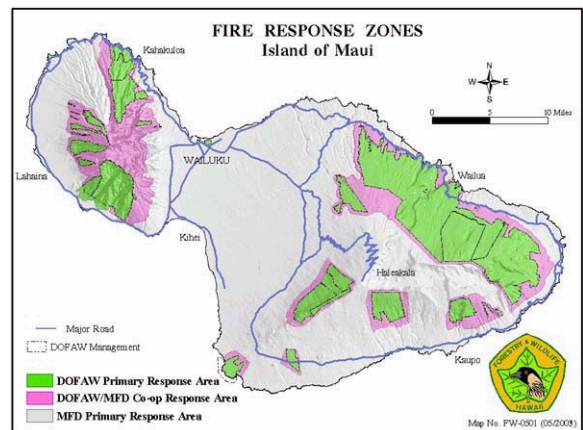 FIRE RESPONSE ZONES
Island of Maui
Kahakuloa
N
W E
S
0 5 10 Miles
WAILUKU
Lahaina
Wailua
Kihei
Haleakala
Kaupo
Major Road
DOFAW Management
DOFAW Primary Response Area
DOFAW/MFD Co-op Response Area
MFD Primary Response Area
FORESTRY & WILDLIFE
HAWAII
Map No. FW-0501 (05/2003)